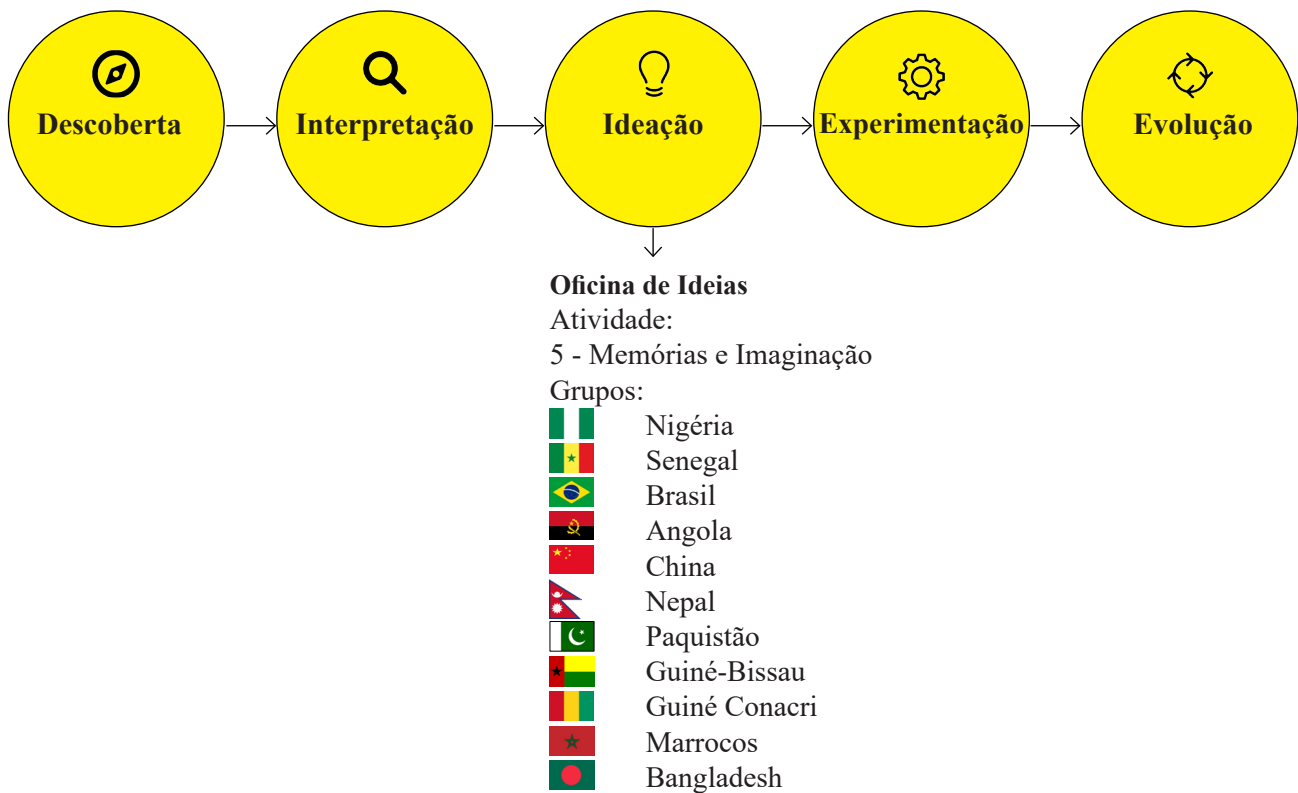 Descoberta
Interpretação
Ideação
Experimentação
Evolução
Oficina de Ideias
Atividade:
5 - Memórias e Imaginação
Grupos:
Nigéria
Senegal
Brasil
Angola
China
Nepal
Paquistão
Guiné-Bissau
Guiné Conacri
Marrocos
Bangladesh